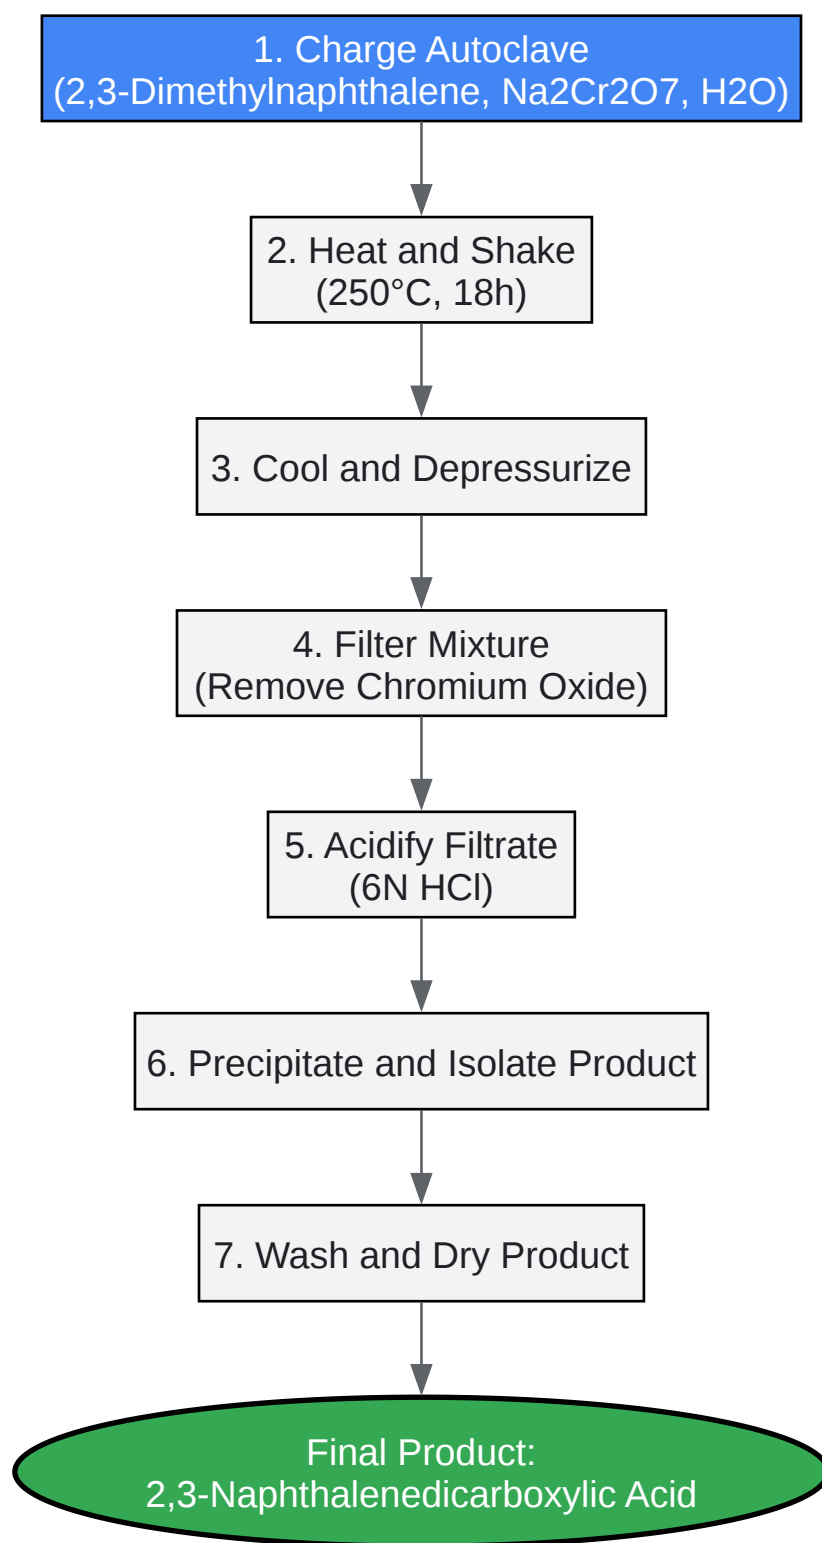 1. Charge Autoclave
(2,3-Dimethylnaphthalene, Na2Cr2O7, H2O)
2. Heat and Shake
(250°C, 18h)
3. Cool and Depressurize
4. Filter Mixture
(Remove Chromium Oxide)
5. Acidify Filtrate
(6N HCl)
6. Precipitate and Isolate Product
7. Wash and Dry Product
Final Product:
2,3-Naphthalenedicarboxylic Acid